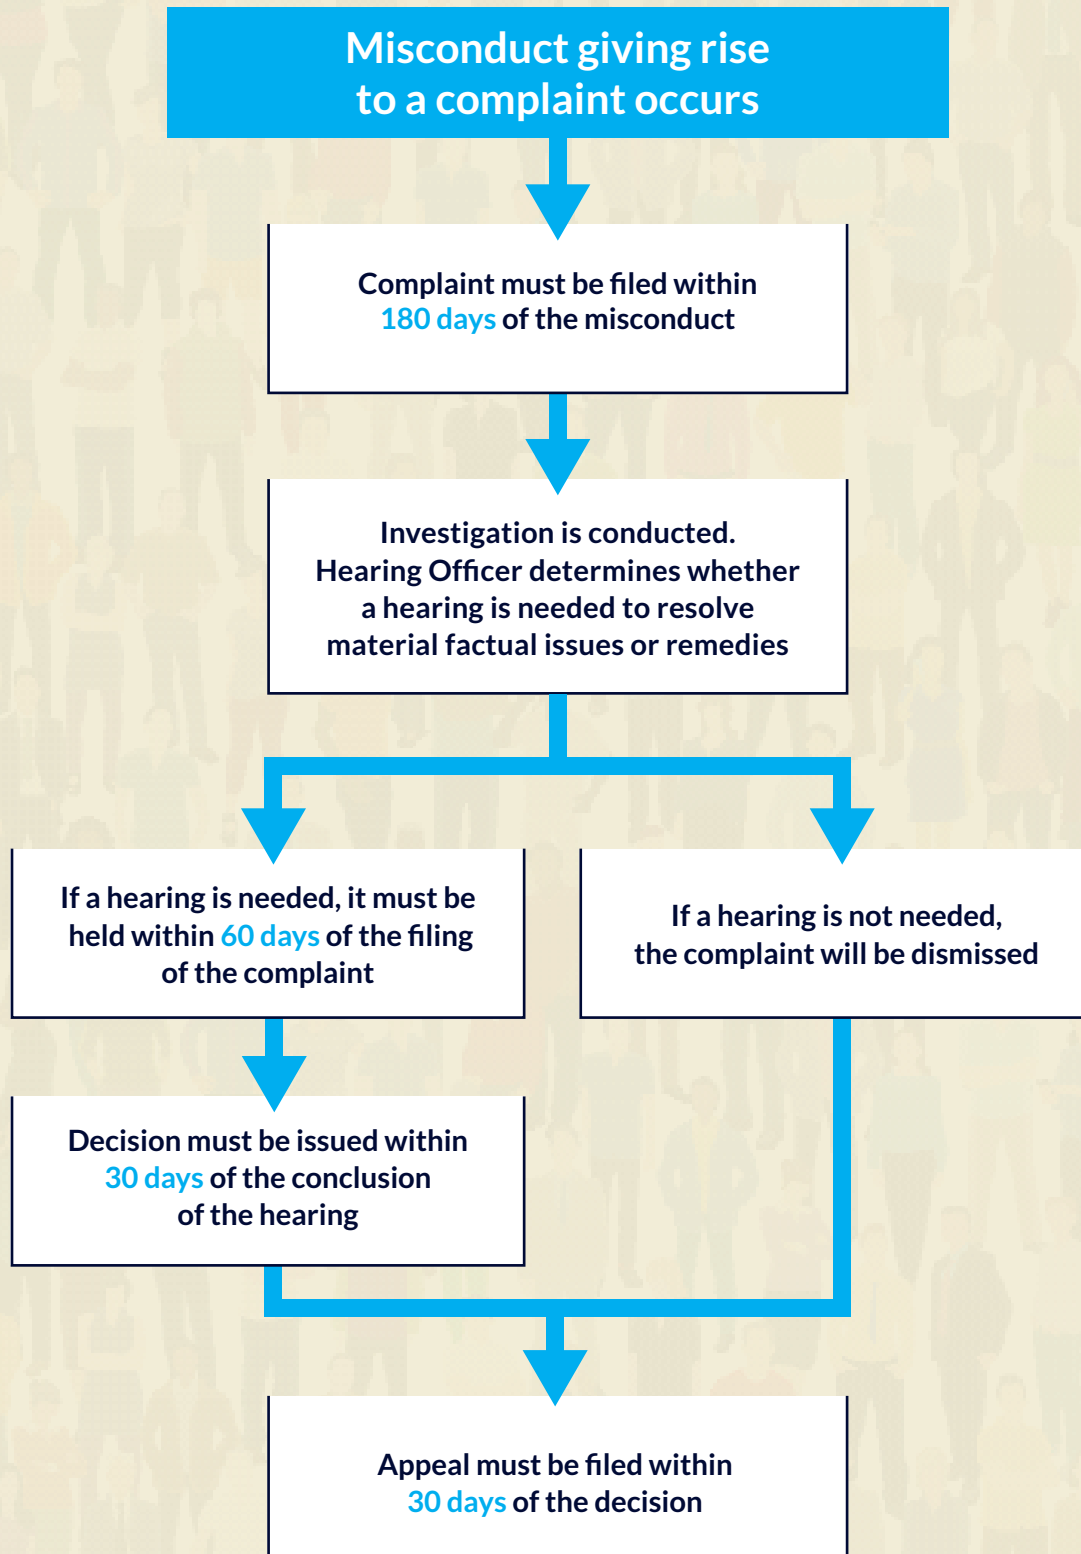 Misconduct giving rise
to a complaint occurs
Complaint must be filed within
180 days of the misconduct
Investigation is conducted.
Hearing Officer determines whether
a hearing is needed to resolve
material factual issues or remedies
If a hearing is needed, it must be
held within 60 days of the filing
of the complaint
If a hearing is not needed,
the complaint will be dismissed
Decision must be issued within
30 days of the conclusion
of the hearing
Appeal must be filed within
30 days of the decision